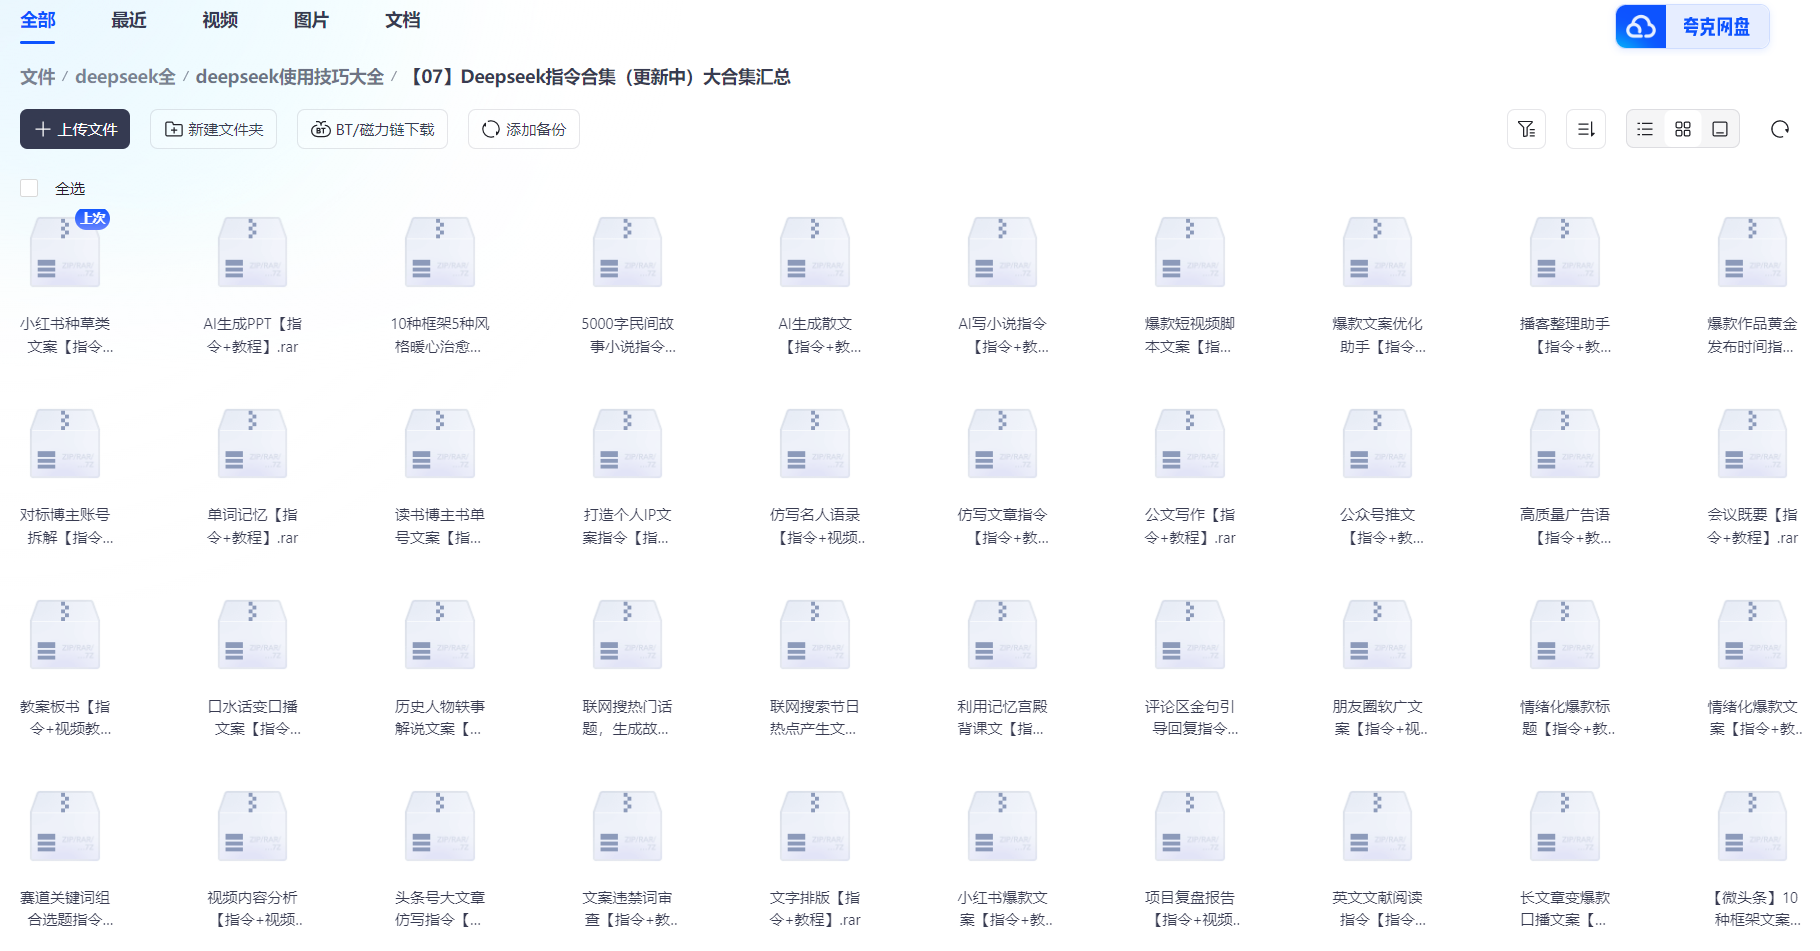 全部
最近
视频
图片
文档
夸克网盘
文件 / deepseek全 / deepseek使用技巧大全 / 【07】Deepseek指令合集（更新中）大合集汇总
上传文件
新建文件夹
BT/磁力链下载
添加备份
全选
上次
小红书种草类
文案【指令...
AI生成PPT【指
令+教程】.rar
10种框架5种风
格暖心治愈...
5000字民间故
事小说指令...
AI生成散文
【指令+教...
AI写小说指令
【指令+教...
爆款短视频脚
本文案【指...
爆款文案优化
助手【指令...
播客整理助手
【指令+教...
爆款作品黄金
发布时间指...
对标博主账号
拆解【指令...
单词记忆【指
令+教程】.rar
读书博主书单
号文案【指...
打造个人IP文
案指令【指...
仿写名人语录
【指令+视频..
仿写文章指令
【指令+教...
公文写作【指
令+教程】.rar
公众号推文
【指令+教...
高质量广告语
【指令+教...
会议既要【指
令+教程】.rar
教案板书【指
令+视频教...
口水话变口播
文案【指令...
历史人物轶事
解说文案【...
联网搜热门话
题，生成故...
联网搜索节日
热点产生文...
利用记忆宫殿
背课文【指...
评论区金句引
导回复指令...
朋友圈软广文
案【指令+视..
情绪化爆款标
题【指令+教..
情绪化爆款文
案【指令+教..
赛道关键词组
合选题指令...
视频内容分析
【指令+视频..
头条号大文章
仿写指令【...
文案违禁词审
查【指令+教..
文字排版【指
令+教程】.rar
小红书爆款文
案【指令+教..
项目复盘报告
【指令+视频..
英文文献阅读
指令【指令...
长文章变爆款
口播文案【...
【微头条】10
种框架文案...